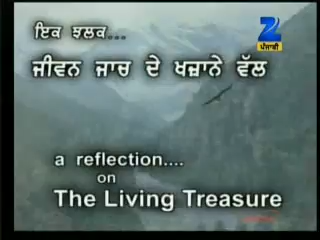 ਇਕ ਝਲਕ...
ਪੰਜਾਬੀ
ਜੀਵਨ ਜਾਚ ਦੇ ਖਜ਼ਾਨੇ ਵੱਲ
a reflection....
on
The Living Treasure